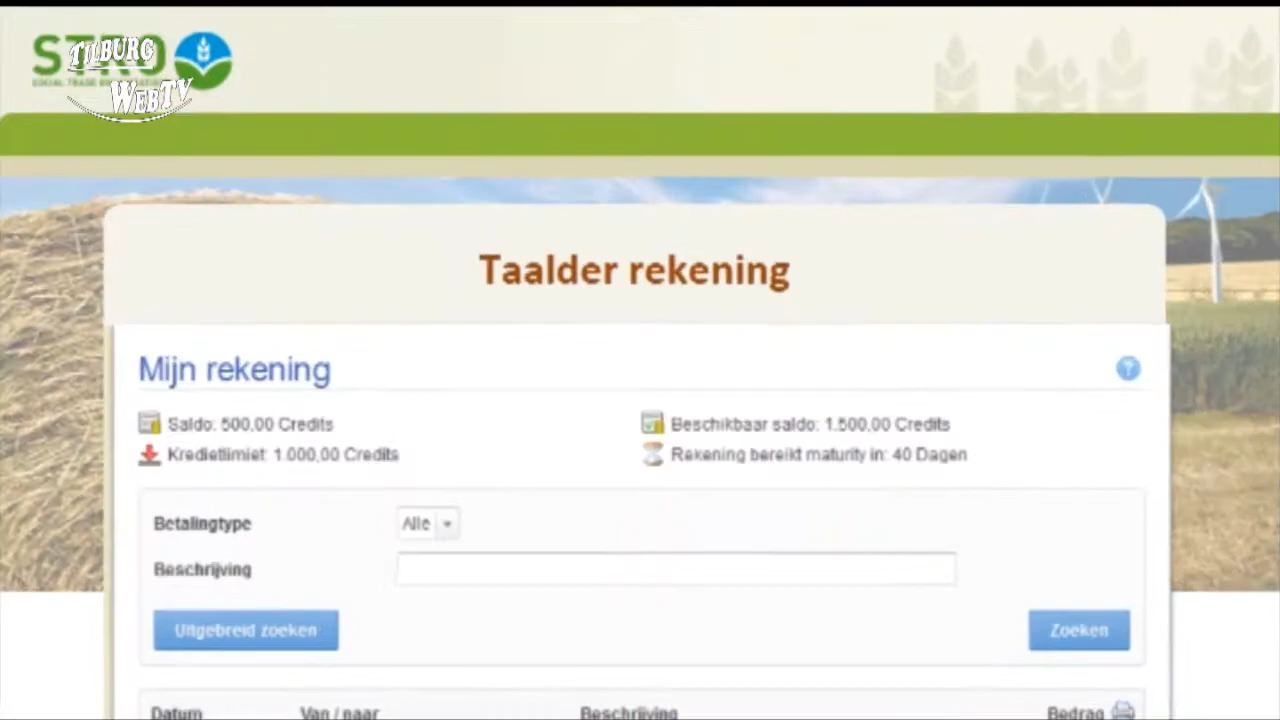 STRO
TILBURG
WEBTV
Taalder rekening
Mijn rekening
Saldo: 500,00 Credits
Beschikbaar saldo: 1.500,00 Credits
Kredietlimiet: 1.000,00 Credits
Rekening bereikt maturity in: 40 Dagen
Betalingtype
Alle
Beschrijving
Uitgebreid zoeken
Zoeken
Datum Van / naar Beschrijving Bedrag